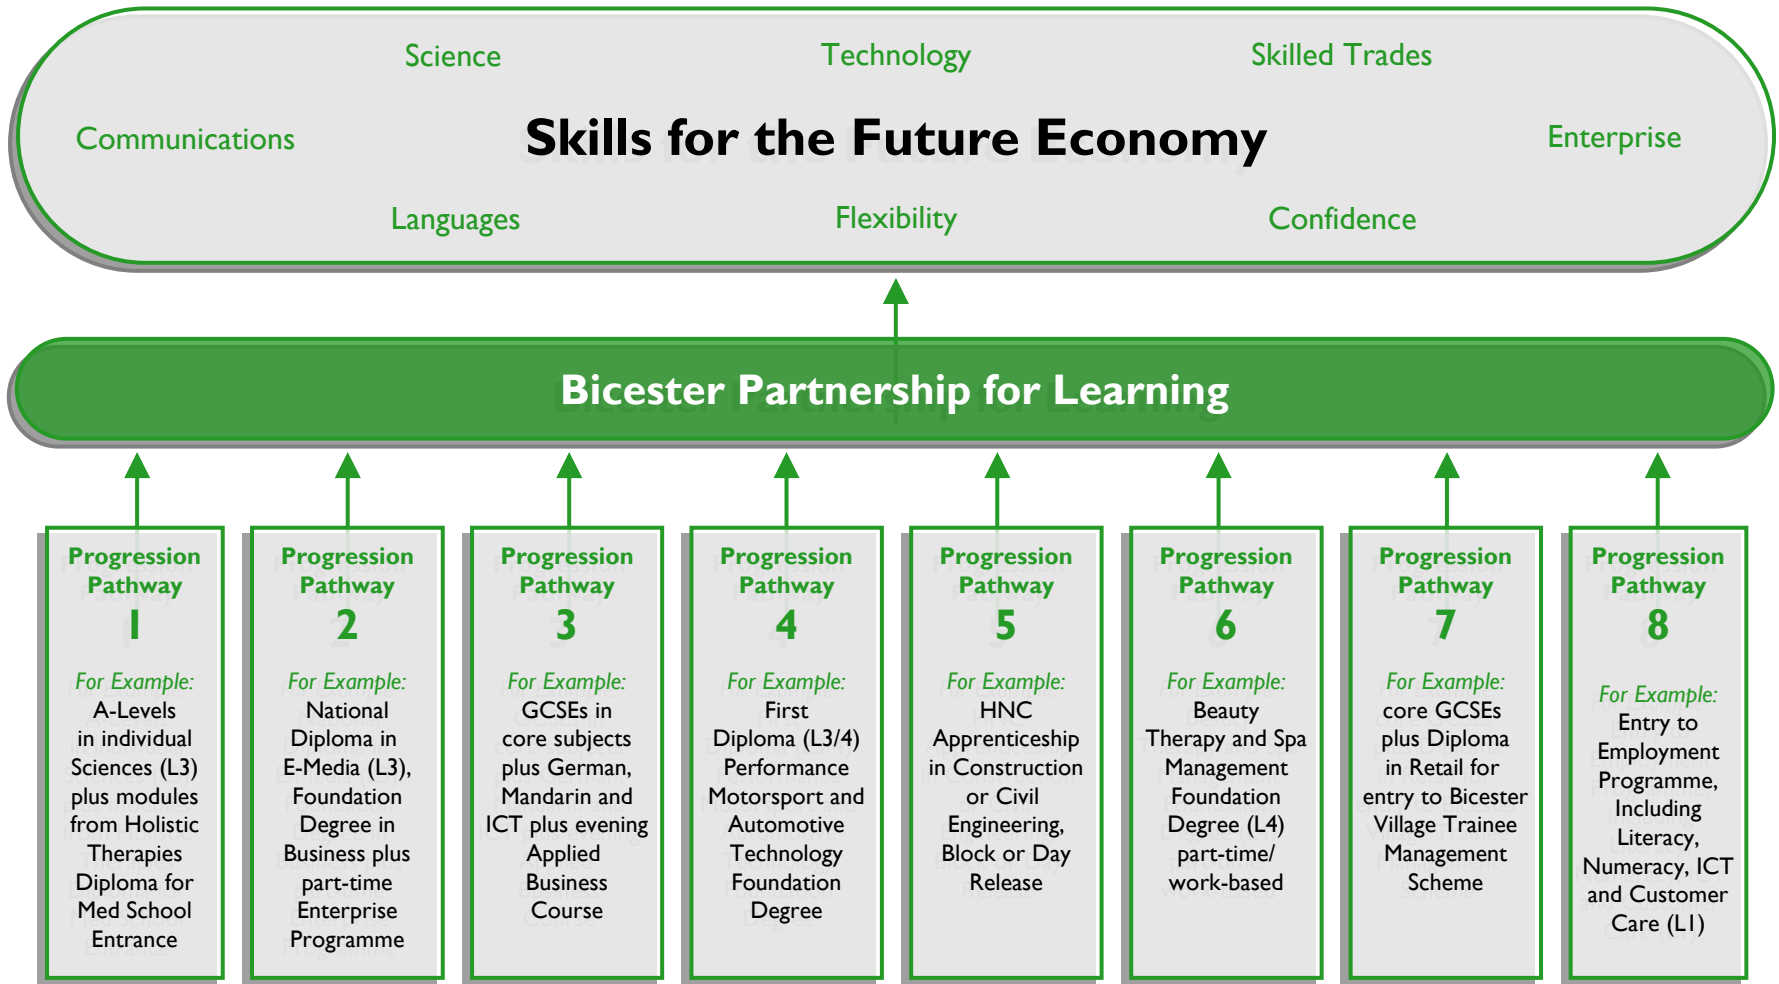 Science
Technology
Skilled Trades
Communications
Skills for the Future Economy
Enterprise
Languages
Flexibility
Confidence
Bicester Partnership for Learning
Progression
Pathway
1
For Example:
A-Levels
in individual
Sciences (L3)
plus modules
from Holistic
Therapies
Diploma for
Med School
Entrance
Progression
Pathway
2
For Example:
National
Diploma in
E-Media (L3),
Foundation
Degree in
Business plus
part-time
Enterprise
Programme
Progression
Pathway
3
For Example:
GCSEs in
core subjects
plus German,
Mandarin and
ICT plus evening
Applied
Business
Course
Progression
Pathway
4
For Example:
First
Diploma (L3/4)
Performance
Motorsport and
Automotive
Technology
Foundation
Degree
Progression
Pathway
5
For Example:
HNC
Apprenticeship
in Construction
or Civil
Engineering,
Block or Day
Release
Progression
Pathway
6
For Example:
Beauty
Therapy and Spa
Management
Foundation
Degree (L4)
part-time/
work-based
Progression
Pathway
7
For Example:
core GCSEs
plus Diploma
in Retail for
entry to Bicester
Village Trainee
Management
Scheme
Progression
Pathway
8
For Example:
Entry to
Employment
Programme,
Including
Literacy,
Numeracy, ICT
and Customer
Care (L1)